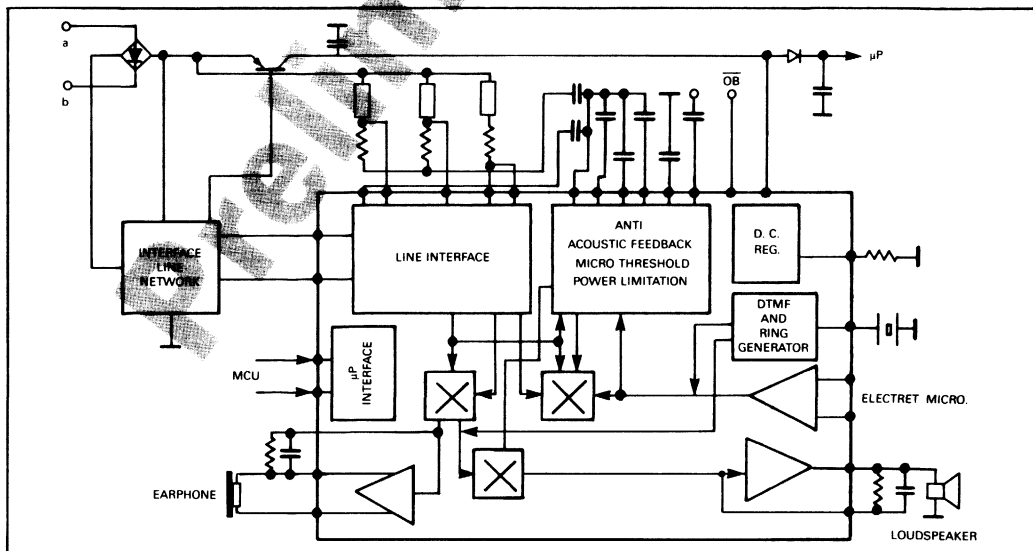 a
b
μP
OB
Prelim
INTERFACE
LINE
NETWORK
LINE INTERFACE
ANTI
ACOUSTIC FEEDBACK
MICRO THRESHOLD
POWER LIMITATION
D. C.
REG.
DTMF
AND
RING
GENERATOR
MCU
μP INTERFACE
ELECTRET MICRO.
EARPHONE
LOUDSPEAKER